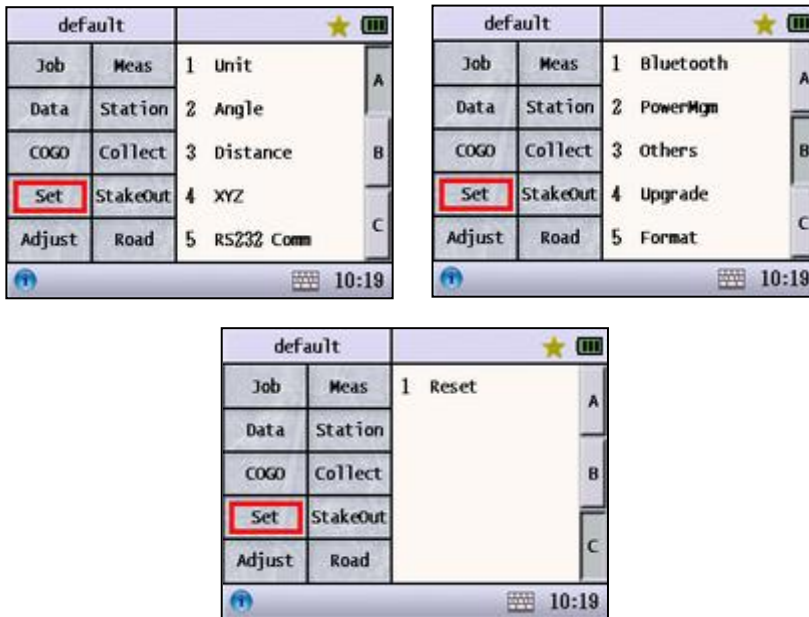 default
Job Meas 1 Unit A
Data Station 2 Angle
COGO Collect 3 Distance B
Set StakeOut 4 XYZ
Adjust Road 5 RS232 Comm C
10:19
default
Job Meas 1 Bluetooth A
Data Station 2 PowerMgm
COGO Collect 3 Others B
Set StakeOut 4 Upgrade
Adjust Road 5 Format C
10:19
default
Job Meas 1 Reset A
Data Station
COGO Collect B
Set StakeOut
Adjust Road C
10:19